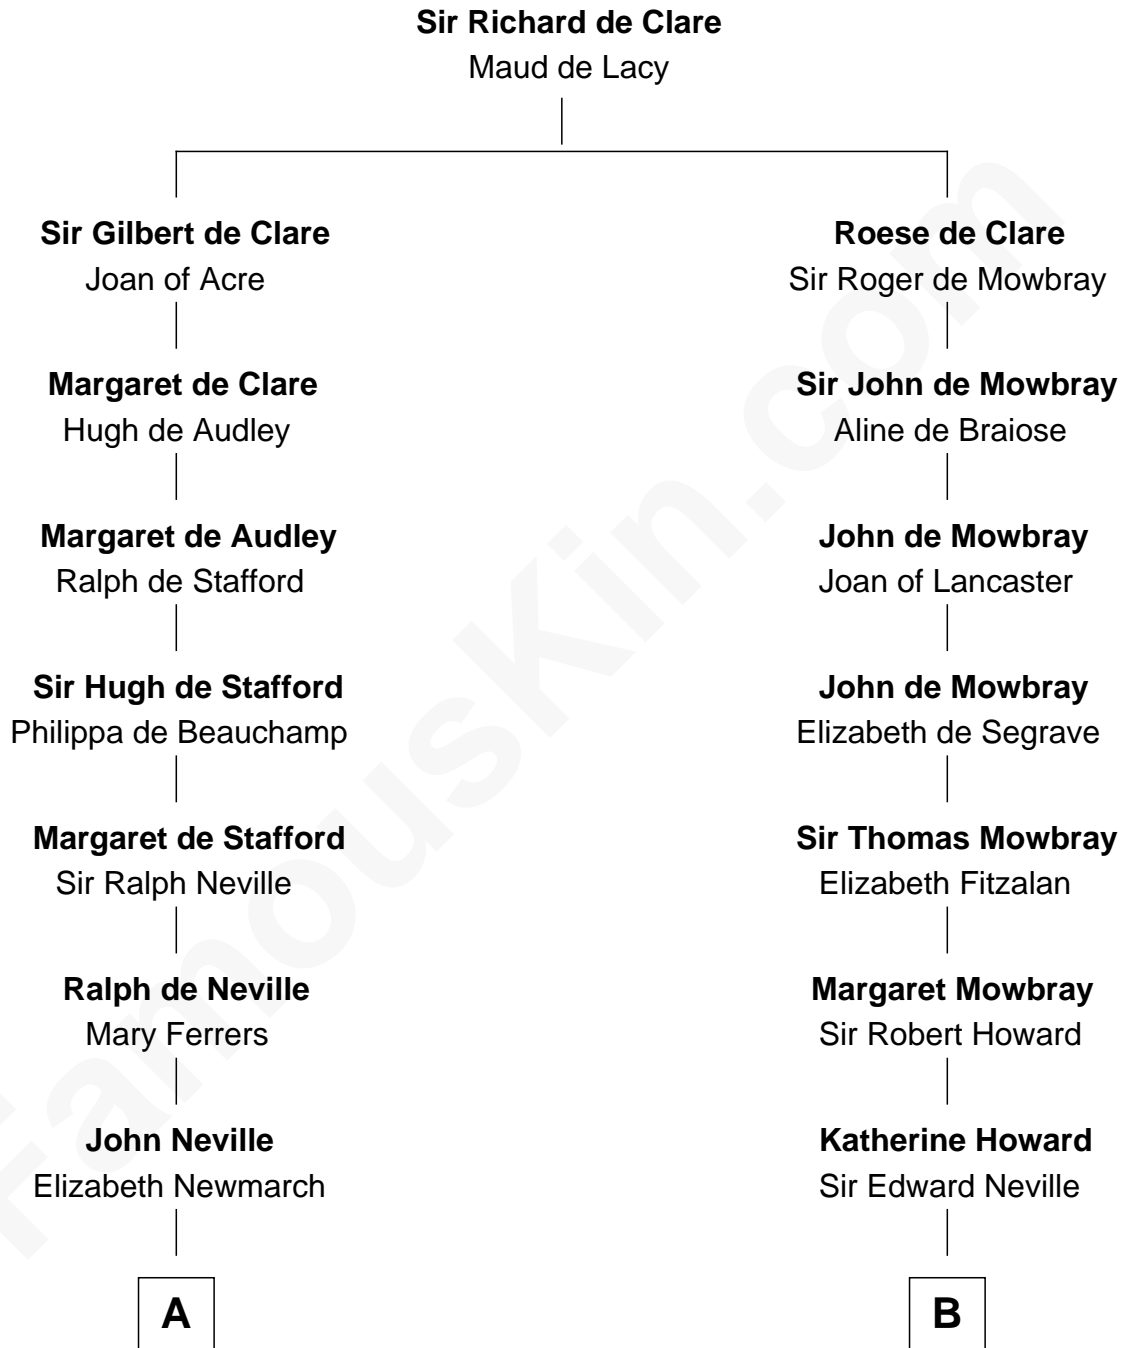 Sir Richard de Clare
Maud de Lacy
Sir Gilbert de Clare
Joan of Acre
Roese de Clare
Sir Roger de Mowbray
Margaret de Clare
Hugh de Audley
Sir John de Mowbray
Aline de Braiose
Margaret de Audley
Ralph de Stafford
John de Mowbray
Joan of Lancaster
Sir Hugh de Stafford
Philippa de Beauchamp
John de Mowbray
Elizabeth de Segrave
Margaret de Stafford
Sir Ralph Neville
Sir Thomas Mowbray
Elizabeth Fitzalan
Ralph de Neville
Mary Ferrers
Margaret Mowbray
Sir Robert Howard
John Neville
Elizabeth Newmarch
Katherine Howard
Sir Edward Neville
A
B
FamousKin.com